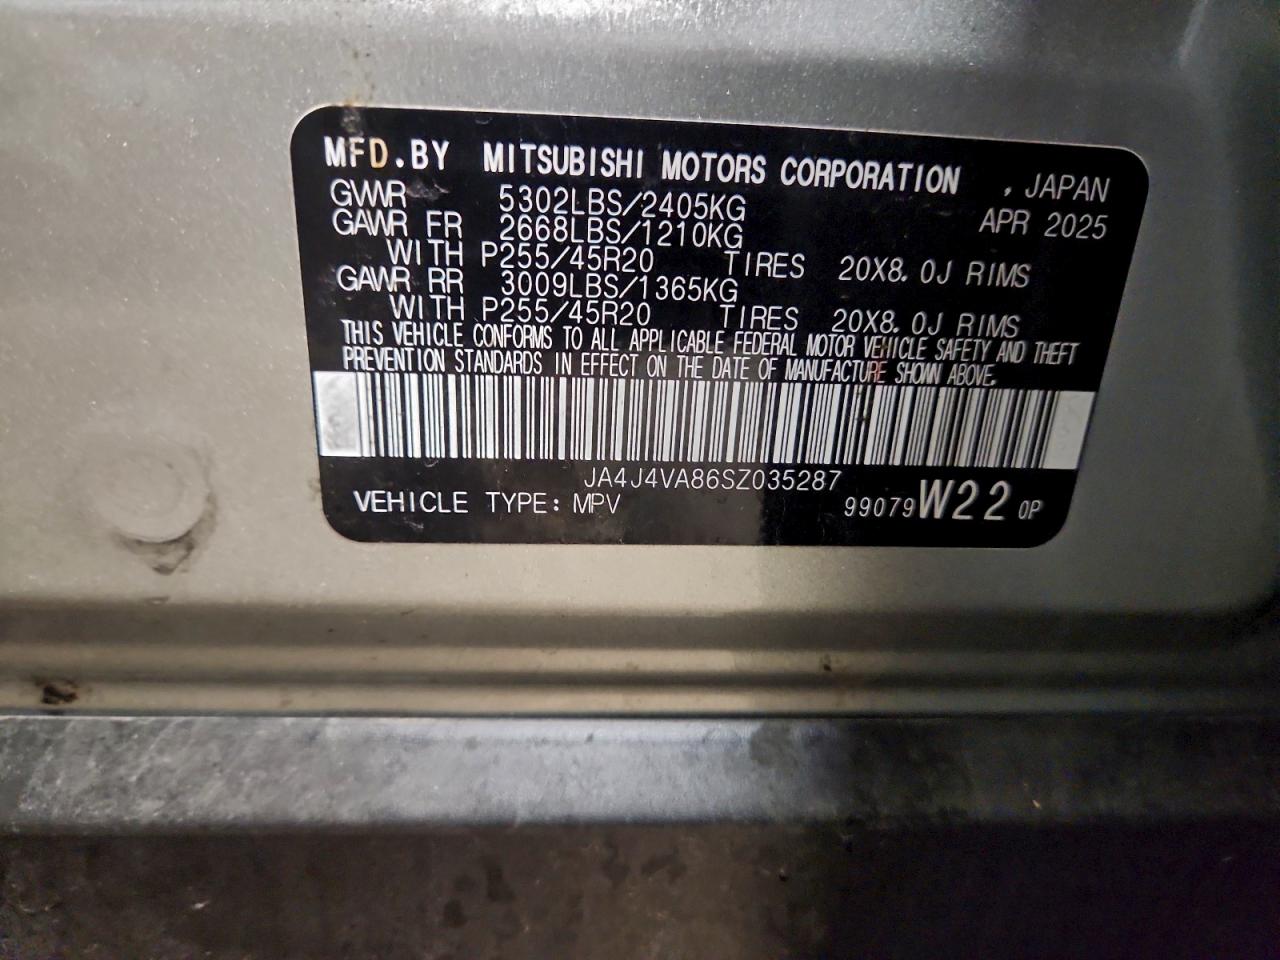 MFD.BY MITSUBISHI MOTORS CORPORATION , JAPAN
GVWR 5302LBS/2405KG APR 2025
GAWR FR 2668LBS/1210KG
WITH P255/45R20 TIRES 20X8.0J RIMS
GAWR RR 3009LBS/1365KG
WITH P255/45R20 TIRES 20X8.0J RIMS
THIS VEHICLE CONFORMS TO ALL APPLICABLE FEDERAL MOTOR VEHICLE SAFETY AND THEFT
PREVENTION STANDARDS IN EFFECT ON THE DATE OF MANUFACTURE SHOWN ABOVE.
JA4J4VA86SZ035287
VEHICLE TYPE: MPV 99079 W22 0P